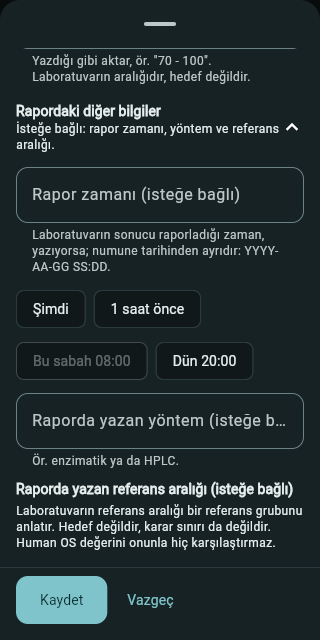 Yazdığı gibi aktar, ör. "70 - 100".
Laboratuvarın aralığıdır, hedef değildir.
Rapordaki diğer bilgiler
İsteğe bağlı: rapor zamanı, yöntem ve referans
aralığı.
Rapor zamanı (isteğe bağlı)
Laboratuvarın sonucu raporladığı zaman,
yazıyorsa; numune tarihinden ayrıdır: YYYY-
AA-GG SS:DD.
Şimdi
1 saat önce
Bu sabah 08:00
Dün 20:00
Raporda yazan yöntem (isteğe b…
Ör. enzimatik ya da HPLC.
Raporda yazan referans aralığı (isteğe bağlı)
Laboratuvarın referans aralığı bir referans grubunu
anlatır. Hedef değildir, karar sınırı da değildir.
Human OS değerini onunla hiç karşılaştırmaz.
Kaydet
Vazgeç